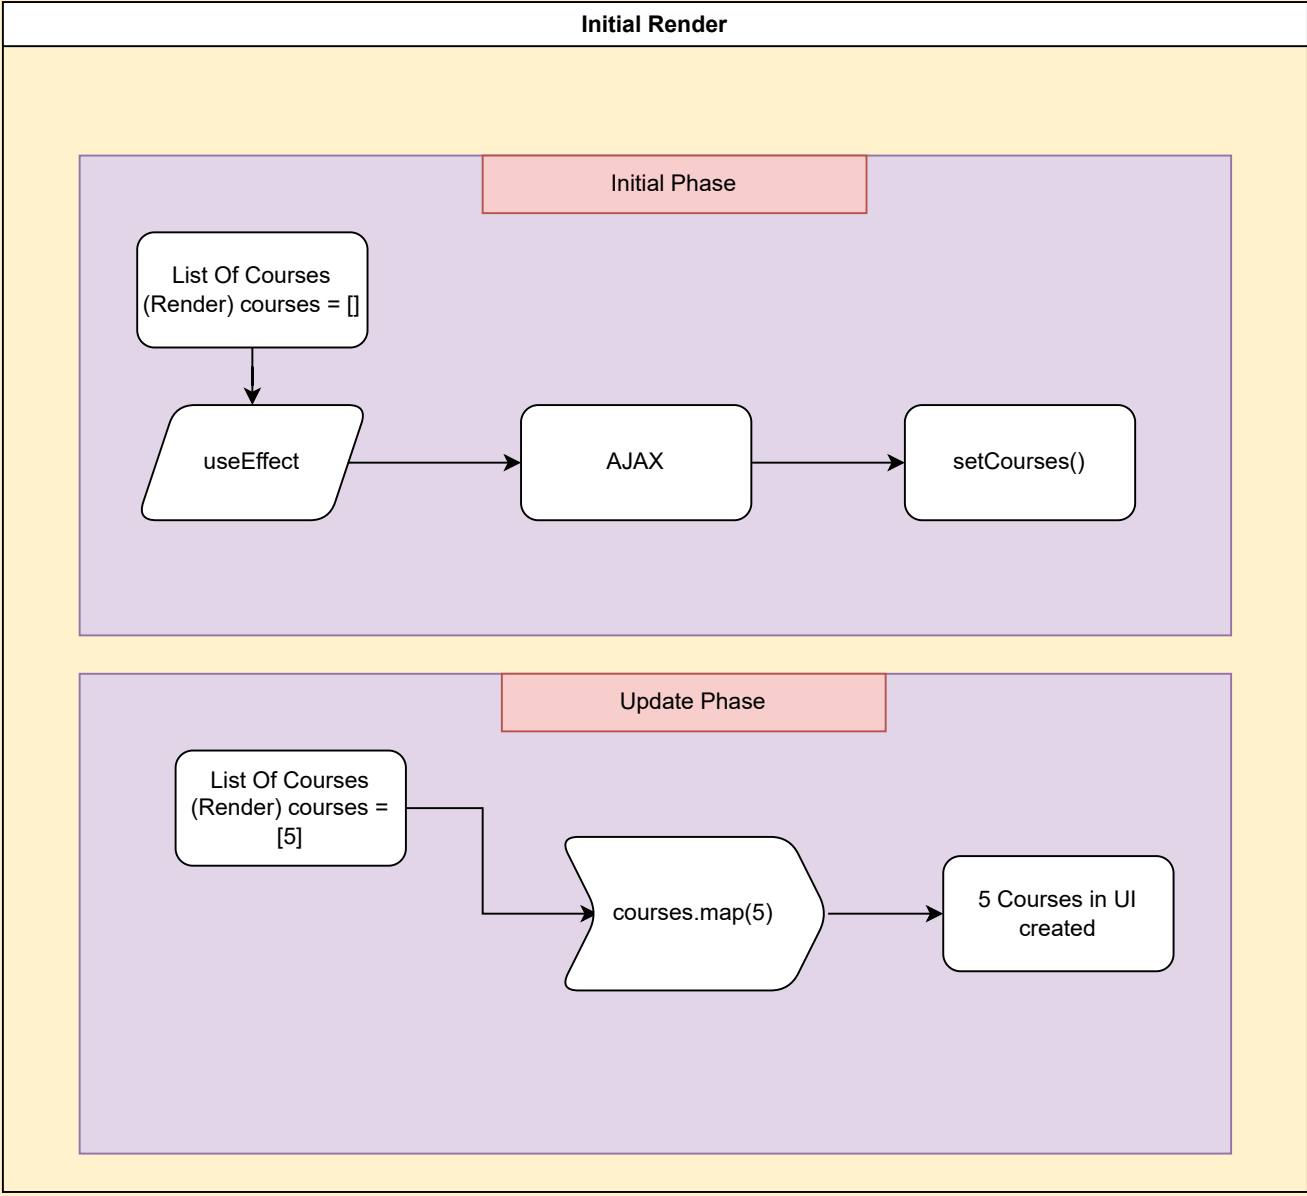 Initial Render
Initial Phase
List Of Courses
(Render) courses = []
useEffect
AJAX
setCourses()
Update Phase
List Of Courses
(Render) courses =
[5]
courses.map(5)
5 Courses in UI
created